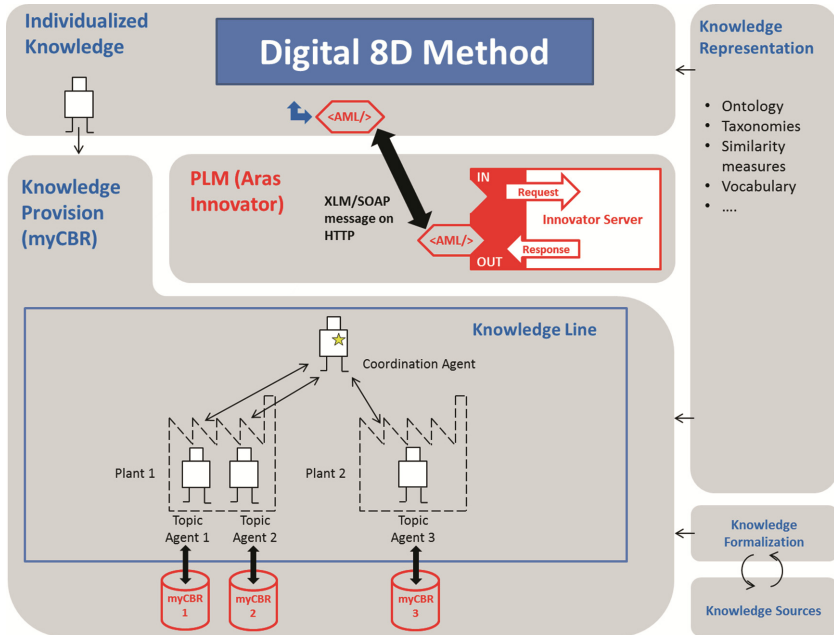 Individualized
Knowledge
Digital 8D Method
<AML/>
Knowledge
Representation
• Ontology
• Taxonomies
• Similarity
measures
• Vocabulary
• ....
Knowledge
Provision
(myCBR)
PLM (Aras
Innovator)
XLM/SOAP
message on
HTTP
<AML/>
IN
Request
Innovator Server
Response
OUT
Knowledge Line
Coordination Agent
Plant 1
Plant 2
Topic
Agent 1
Topic
Agent 2
Topic
Agent 3
myCBR
1
myCBR
2
myCBR
3
Knowledge
Formalization
Knowledge Sources